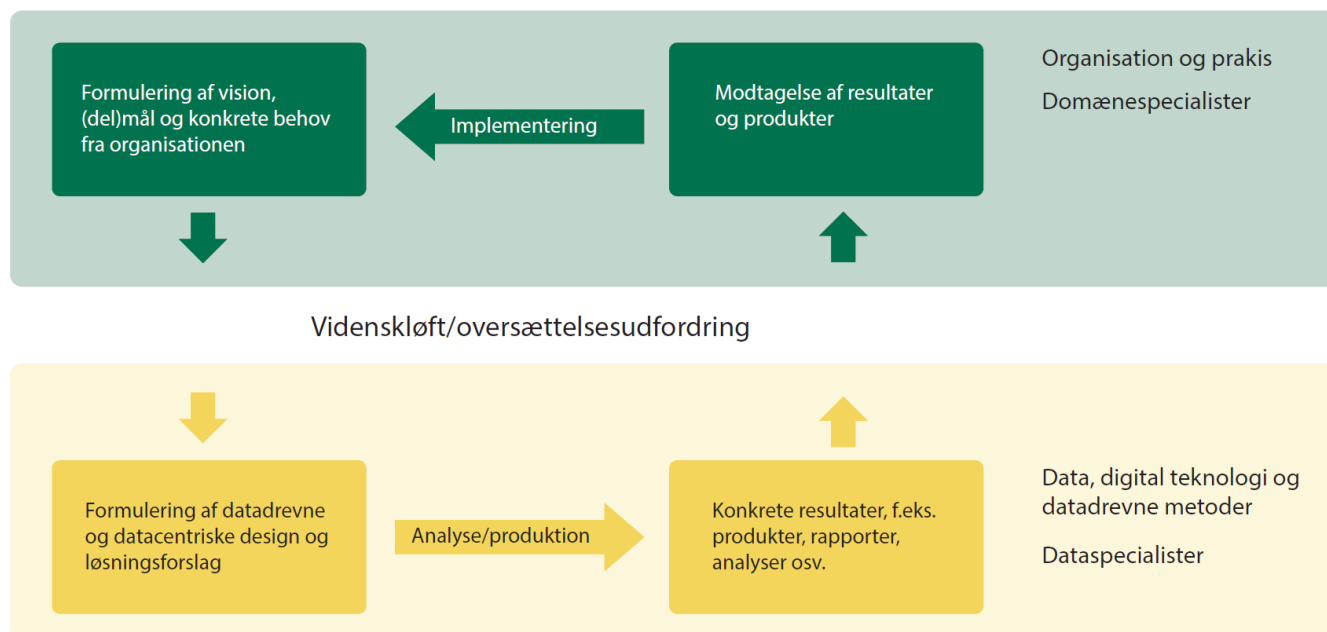 Formulering af vision,
(del)mål og konkrete behov
fra organisationen
Implementering
Modtagelse af resultater
og produkter
Organisation og prakis
Domænespecialister
Videnskløft/oversættelsesudfordring
Formulering af datadrevne
og datacentriske design og
løsningsforslag
Analyse/produktion
Konkrete resultater, f.eks.
produkter, rapporter,
analyser osv.
Data, digital teknologi og
datadrevne metoder
Dataspecialister